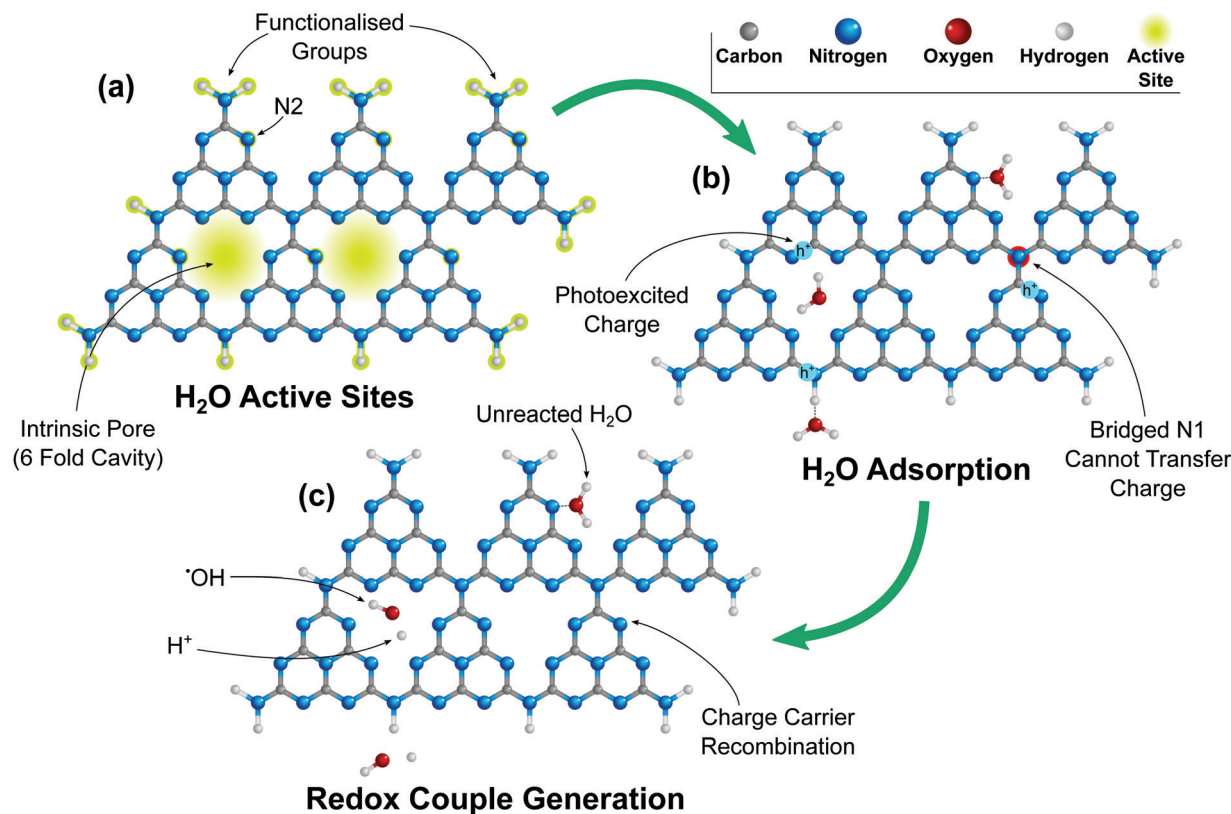 Functionalised
Groups
(a)
N2
Carbon
Nitrogen
Oxygen
Hydrogen
Active
Site
(b)
h⁺
Photoexcited
Charge
h⁺
h⁺
H₂O Active Sites
Intrinsic Pore
(6 Fold Cavity)
Unreacted H₂O
Bridged N1
Cannot Transfer
Charge
H₂O Adsorption
(c)
•OH
H⁺
Charge Carrier
Recombination
Redox Couple Generation